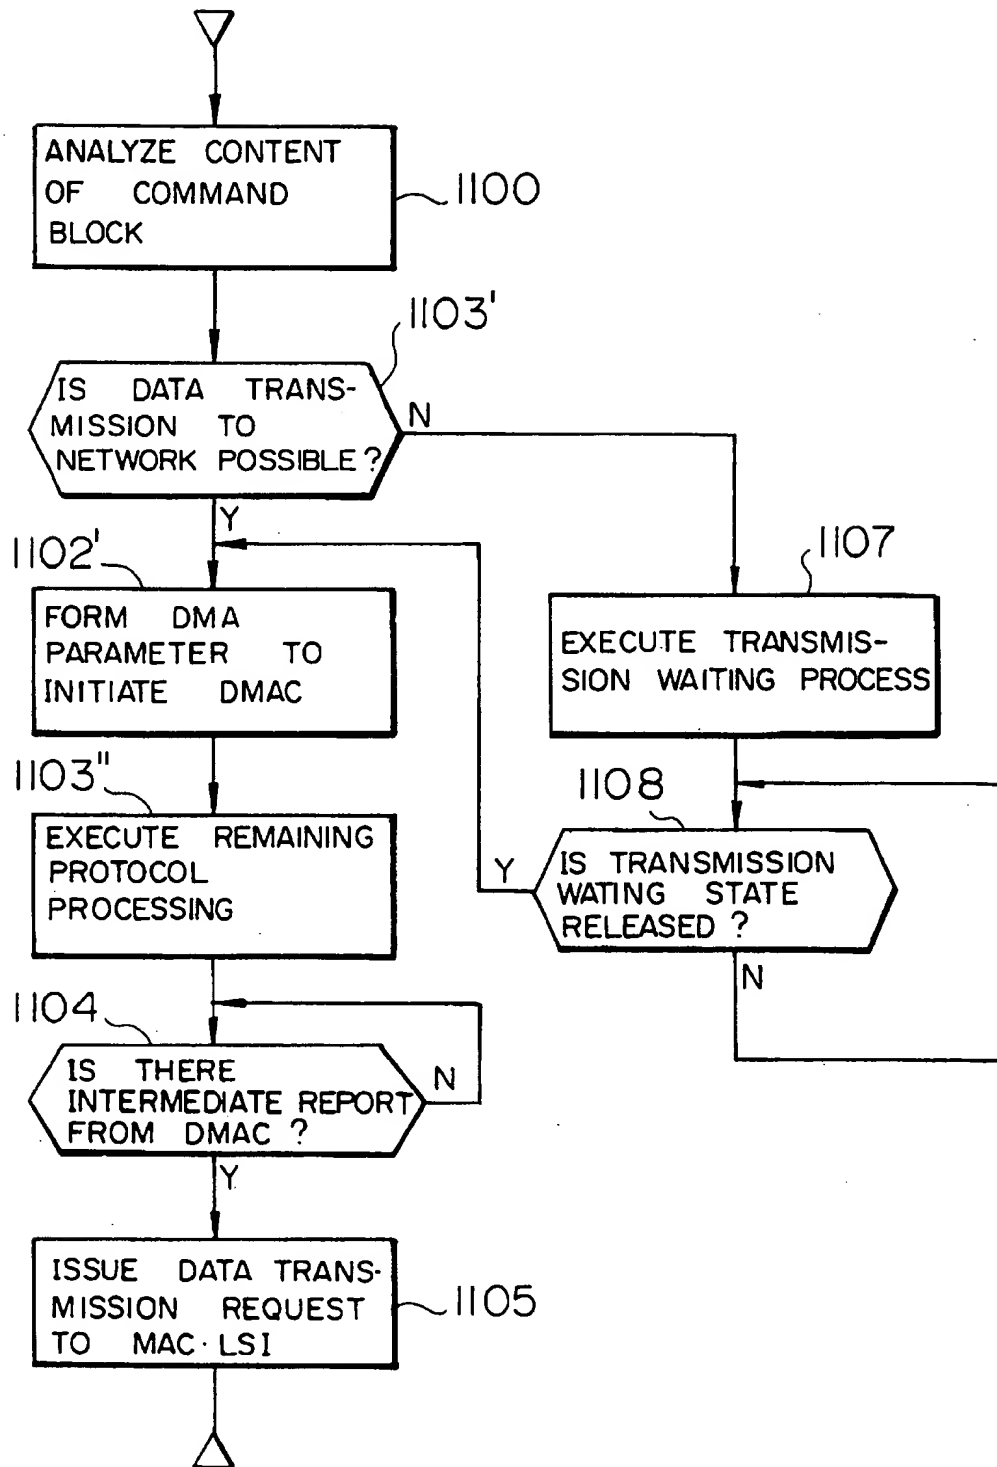 ANALYZE CONTENT
OF COMMAND
BLOCK
1100
1103'
IS DATA TRANS-
MISSION TO
NETWORK POSSIBLE?
N
Y
1102'
FORM DMA
PARAMETER TO
INITIATE DMAC
1107
EXECUTE TRANSMIS-
SION WAITING PROCESS
1103"
EXECUTE REMAINING
PROTOCOL
PROCESSING
1108
IS TRANSMISSION
WATING STATE
RELEASED?
Y
N
1104
IS THERE
INTERMEDIATE REPORT
FROM DMAC?
N
Y
ISSUE DATA TRANS-
MISSION REQUEST
TO MAC·LSI
1105